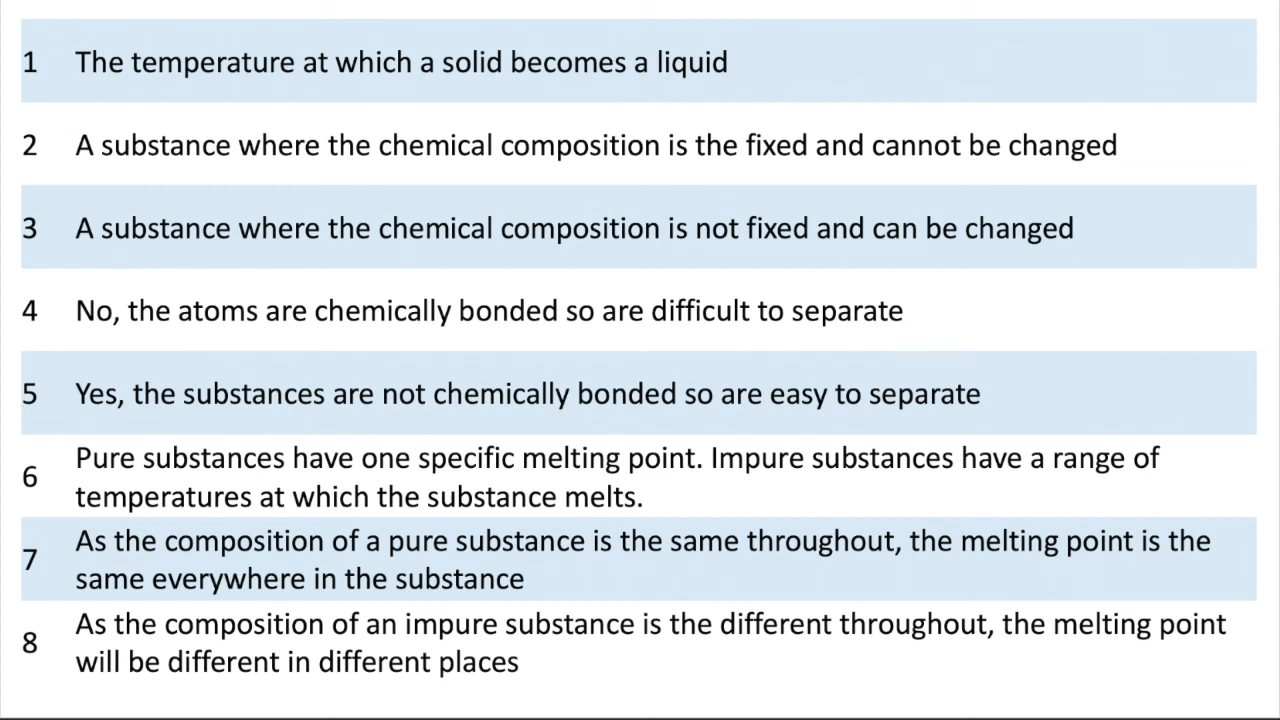 1 The temperature at which a solid becomes a liquid
2 A substance where the chemical composition is the fixed and cannot be changed
3 A substance where the chemical composition is not fixed and can be changed
4 No, the atoms are chemically bonded so are difficult to separate
5 Yes, the substances are not chemically bonded so are easy to separate
6 Pure substances have one specific melting point. Impure substances have a range of
temperatures at which the substance melts.
7 As the composition of a pure substance is the same throughout, the melting point is the
same everywhere in the substance
8 As the composition of an impure substance is the different throughout, the melting point
will be different in different places